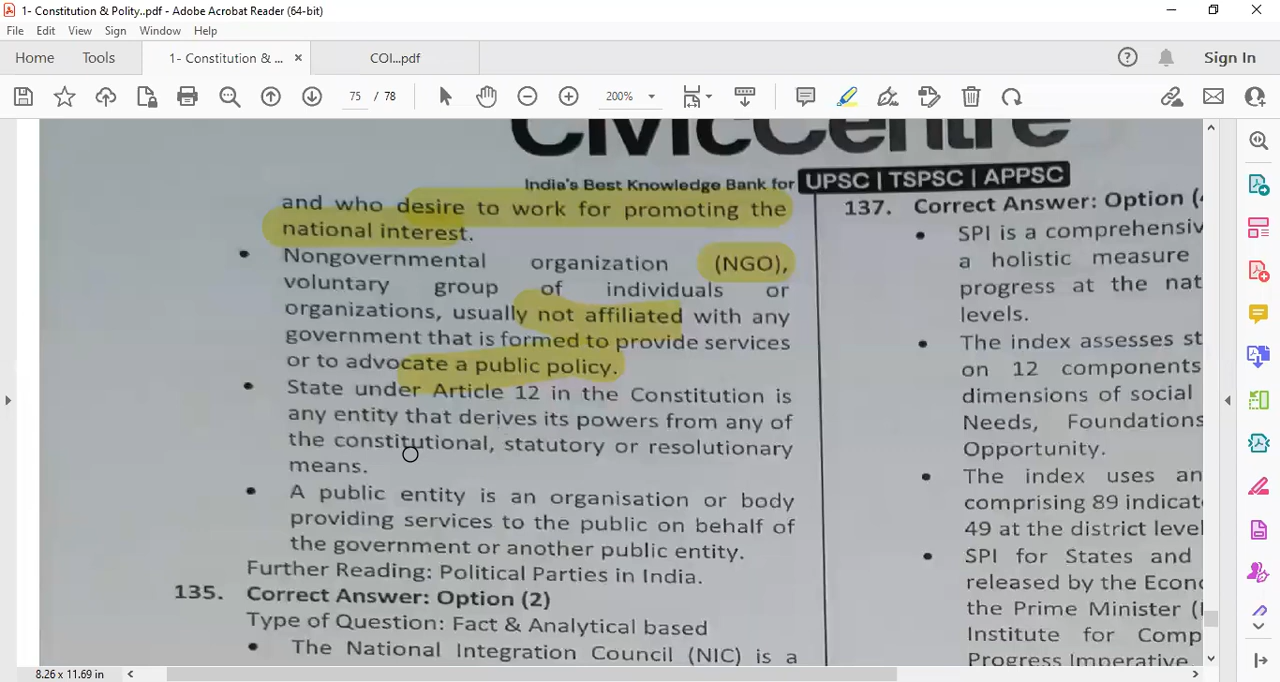 1- Constitution & Polity..pdf - Adobe Acrobat Reader (64-bit)
File Edit View Sign Window Help
Home Tools 1- Constitution & ... COI...pdf Sign In
75 / 78 200%
CivicCentre
India's Best Knowledge Bank for UPSC | TSPSC | APPSC
and who desire to work for promoting the
national interest.
• Nongovernmental organization (NGO),
voluntary group of individuals or
organizations, usually not affiliated with any
government that is formed to provide services
or to advocate a public policy.
• State under Article 12 in the Constitution is
any entity that derives its powers from any of
the constitutional, statutory or resolutionary
means.
• A public entity is an organisation or body
providing services to the public on behalf of
the government or another public entity.
Further Reading: Political Parties in India.
135. Correct Answer: Option (2)
Type of Question: Fact & Analytical based
• The National Integration Council (NIC) is a
137. Correct Answer: Option (
• SPI is a comprehensiv
a holistic measure
progress at the nat
levels.
• The index assesses st
on 12 components
dimensions of social
Needs, Foundations
Opportunity.
• The index uses an
comprising 89 indicat
49 at the district level
• SPI for States and
released by the Econo
the Prime Minister (
Institute for Comp
Progress Imperative.
8.26 x 11.69 in